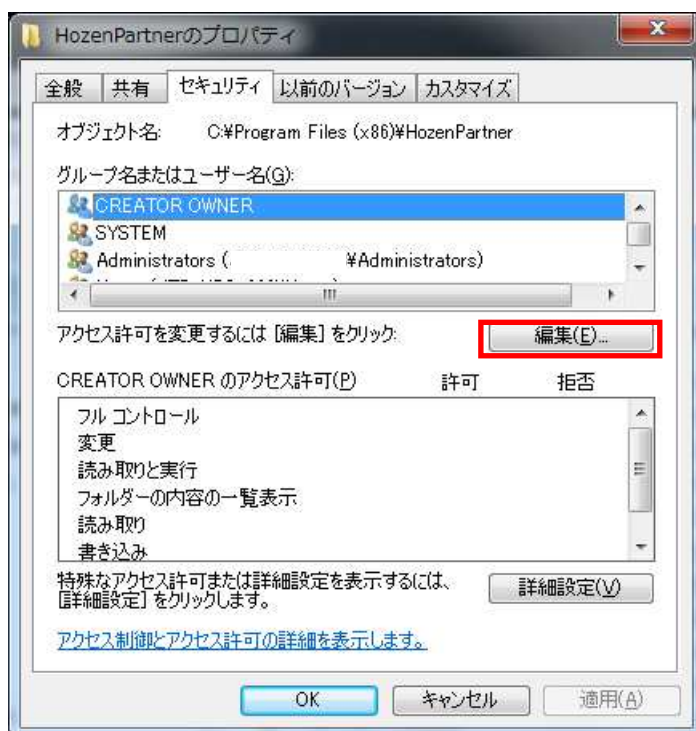 HozenPartnerのプロパティ
全般 共有 セキュリティ 以前のバージョン カスタマイズ
オブジェクト名: C:¥Program Files (x86)¥HozenPartner
グループ名またはユーザー名(G):
CREATOR OWNER
SYSTEM
Administrators ( ¥Administrators)
アクセス許可を変更するには [編集] をクリック: 編集(E)...
CREATOR OWNER のアクセス許可(P) 許可 拒否
フル コントロール
変更
読み取りと実行
フォルダーの内容の一覧表示
読み取り
書き込み
特殊なアクセス許可または詳細設定を表示するには、
[詳細設定] をクリックします。 詳細設定(V)
アクセス制御とアクセス許可の詳細を表示します。
OK キャンセル 適用(A)